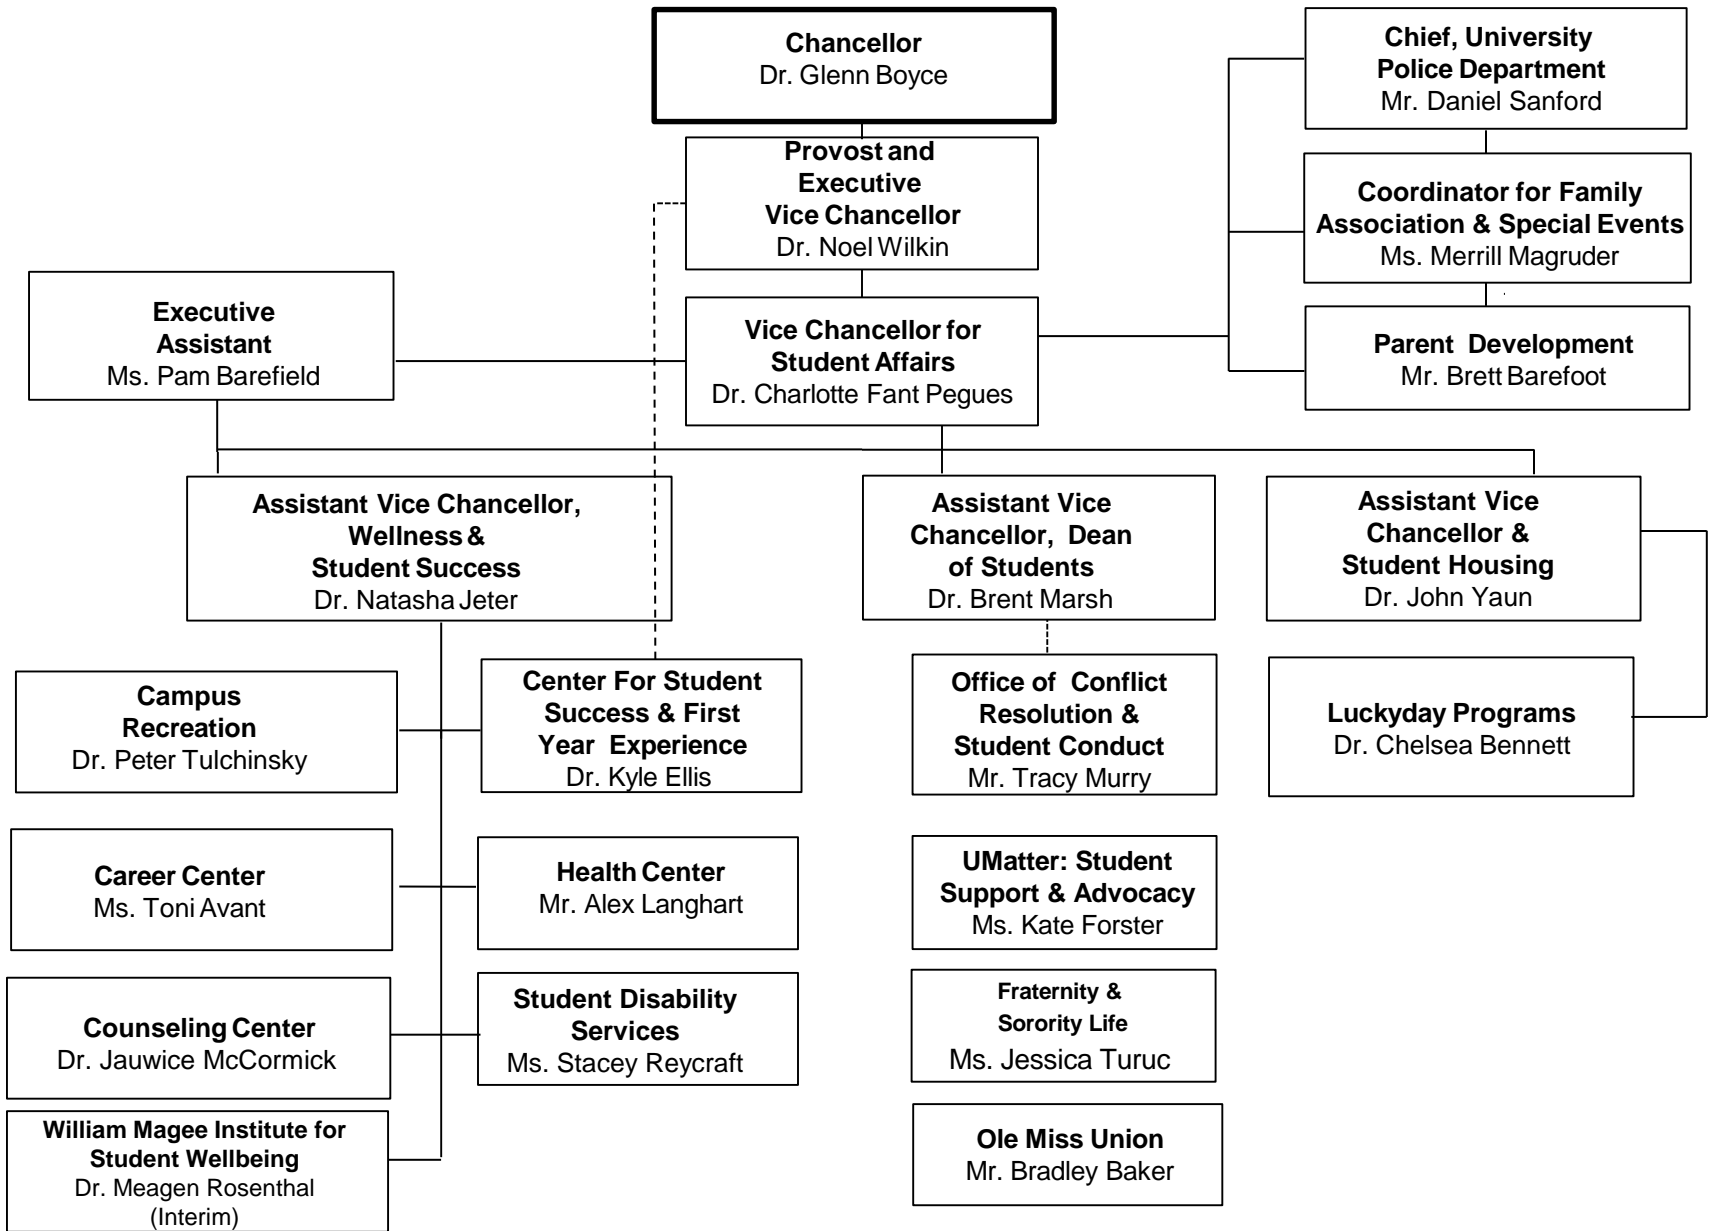 Chancellor
Dr. Glenn Boyce
Provost and
Executive
Vice Chancellor
Dr. Noel Wilkin
Chief, University
Police Department
Mr. Daniel Sanford
Coordinator for Family
Association & Special Events
Ms. Merrill Magruder
Parent Development
Mr. Brett Barefoot
Executive
Assistant
Ms. Pam Barefield
Vice Chancellor for
Student Affairs
Dr. Charlotte Fant Pegues
Assistant Vice Chancellor,
Wellness &
Student Success
Dr. Natasha Jeter
Assistant Vice
Chancellor, Dean
of Students
Dr. Brent Marsh
Assistant Vice
Chancellor &
Student Housing
Dr. John Yaun
Campus
Recreation
Dr. Peter Tulchinsky
Center For Student
Success & First
Year Experience
Dr. Kyle Ellis
Office of Conflict
Resolution &
Student Conduct
Mr. Tracy Murry
Luckyday Programs
Dr. Chelsea Bennett
Career Center
Ms. Toni Avant
Health Center
Mr. Alex Langhart
UMatter: Student
Support & Advocacy
Ms. Kate Forster
Counseling Center
Dr. Jauwice McCormick
Student Disability
Services
Ms. Stacey Reycraft
Fraternity &
Sorority Life
Ms. Jessica Turuc
William Magee Institute for
Student Wellbeing
Dr. Meagen Rosenthal
(Interim)
Ole Miss Union
Mr. Bradley Baker